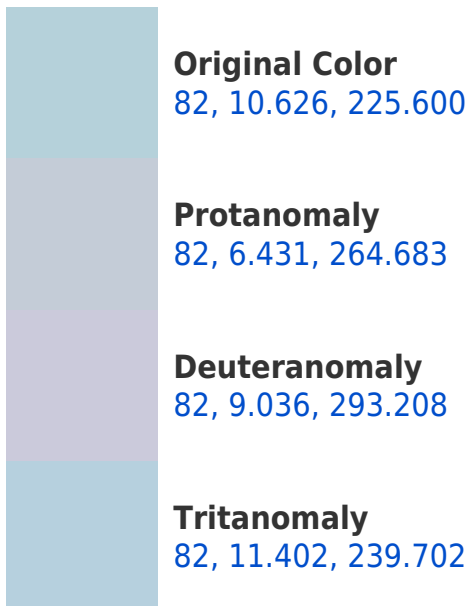 Original Color
82, 10.626, 225.600
Protanomaly
82, 6.431, 264.683
Deuteranomaly
82, 9.036, 293.208
Tritanomaly
82, 11.402, 239.702